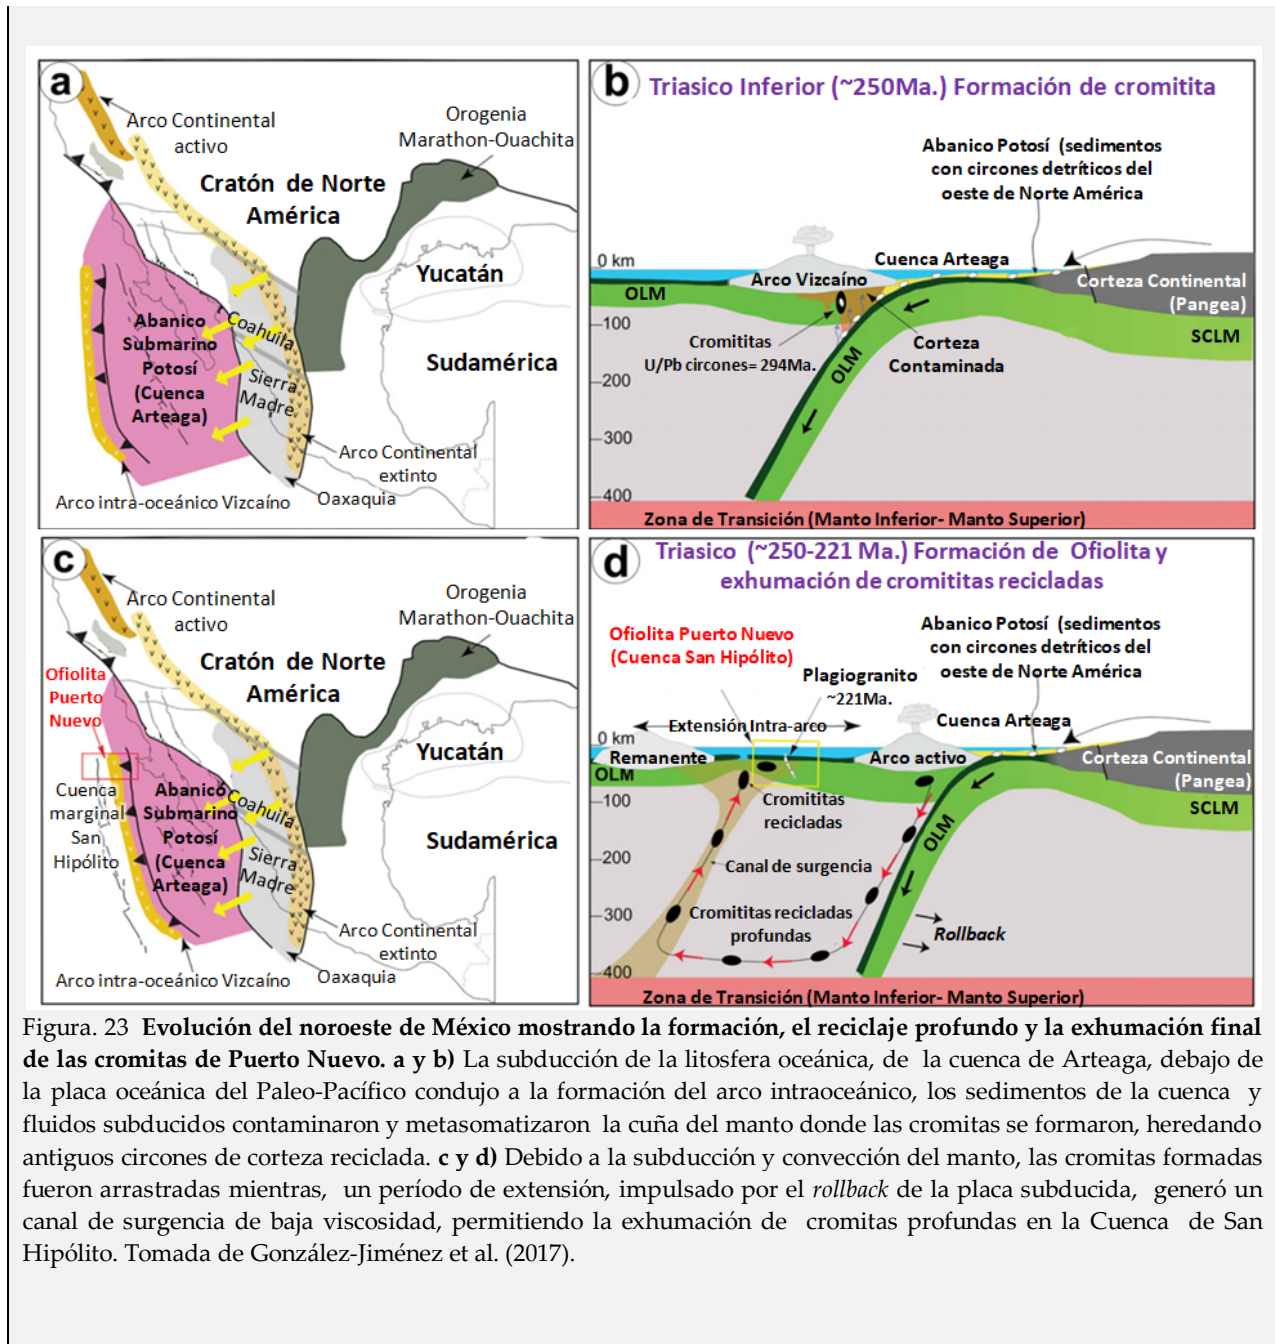 a
Arco Continental
activo
Orogenia
Marathon-Ouachita
Cratón de Norte
América
Yucatán
Sudamérica
Abanico
Submarino
Potosí
(Cuenca
Arteaga)
Coahuila
Sierra
Madre
Arco Continental
extinto
Oaxaquia
Arco intra-oceánico Vizcaíno
b
Triasico Inferior (~250Ma.) Formación de cromitita
Abanico Potosí (sedimentos
con circones detríticos del
oeste de Norte América
0 km
Cuenca Arteaga
Arco Vizcaíno
OLM
Corteza Continental
(Pangea)
SCLM
-100
Cromititas
U/Pb circones= 294Ma.
OLM
Corteza
Contaminada
-200
-300
-400
Zona de Transición (Manto Inferior- Manto Superior)
c
Arco Continental
activo
Orogenia
Marathon-Ouachita
Cratón de Norte
América
Ofiolita
Puerto
Nuevo
Yucatán
Sudamérica
Cuenca
marginal
San
Hipólito
Abanico
Submarino
Potosí
(Cuenca
Arteaga)
Coahuila
Sierra
Madre
Arco Continental
extinto
Oaxaquia
Arco intra-oceánico Vizcaíno
d
Triasico (~250-221 Ma.) Formación de Ofiolita y
exhumación de cromititas recicladas
Ofiolita Puerto Nuevo
(Cuenca San Hipólito)
Abanico Potosí (sedimentos
con circones detríticos del
oeste de Norte América
Plagiogranito
~221Ma.
Extensión Intra-arco
Cuenca Arteaga
0 km
Remanente
Arco activo
Corteza Continental
(Pangea)
OLM
SCLM
-100
Cromititas
recicladas
OLM
-200
Canal de surgencia
-300
Cromititas recicladas
profundas
Rollback
-400
Zona de Transición (Manto Inferior- Manto Superior)
Figura. 23 Evolución del noroeste de México mostrando la formación, el reciclaje profundo y la exhumación final
de las cromitas de Puerto Nuevo. a y b) La subducción de la litosfera oceánica, de la cuenca de Arteaga, debajo de
la placa oceánica del Paleo-Pacífico condujo a la formación del arco intraoceánico, los sedimentos de la cuenca y
fluidos subducidos contaminaron y metasomatizaron la cuña del manto donde las cromitas se formaron, heredando
antiguos circones de corteza reciclada. c y d) Debido a la subducción y convección del manto, las cromitas formadas
fueron arrastradas mientras, un período de extensión, impulsado por el rollback de la placa subducida, generó un
canal de surgencia de baja viscosidad, permitiendo la exhumación de cromitas profundas en la Cuenca de San
Hipólito. Tomada de González-Jiménez et al. (2017).